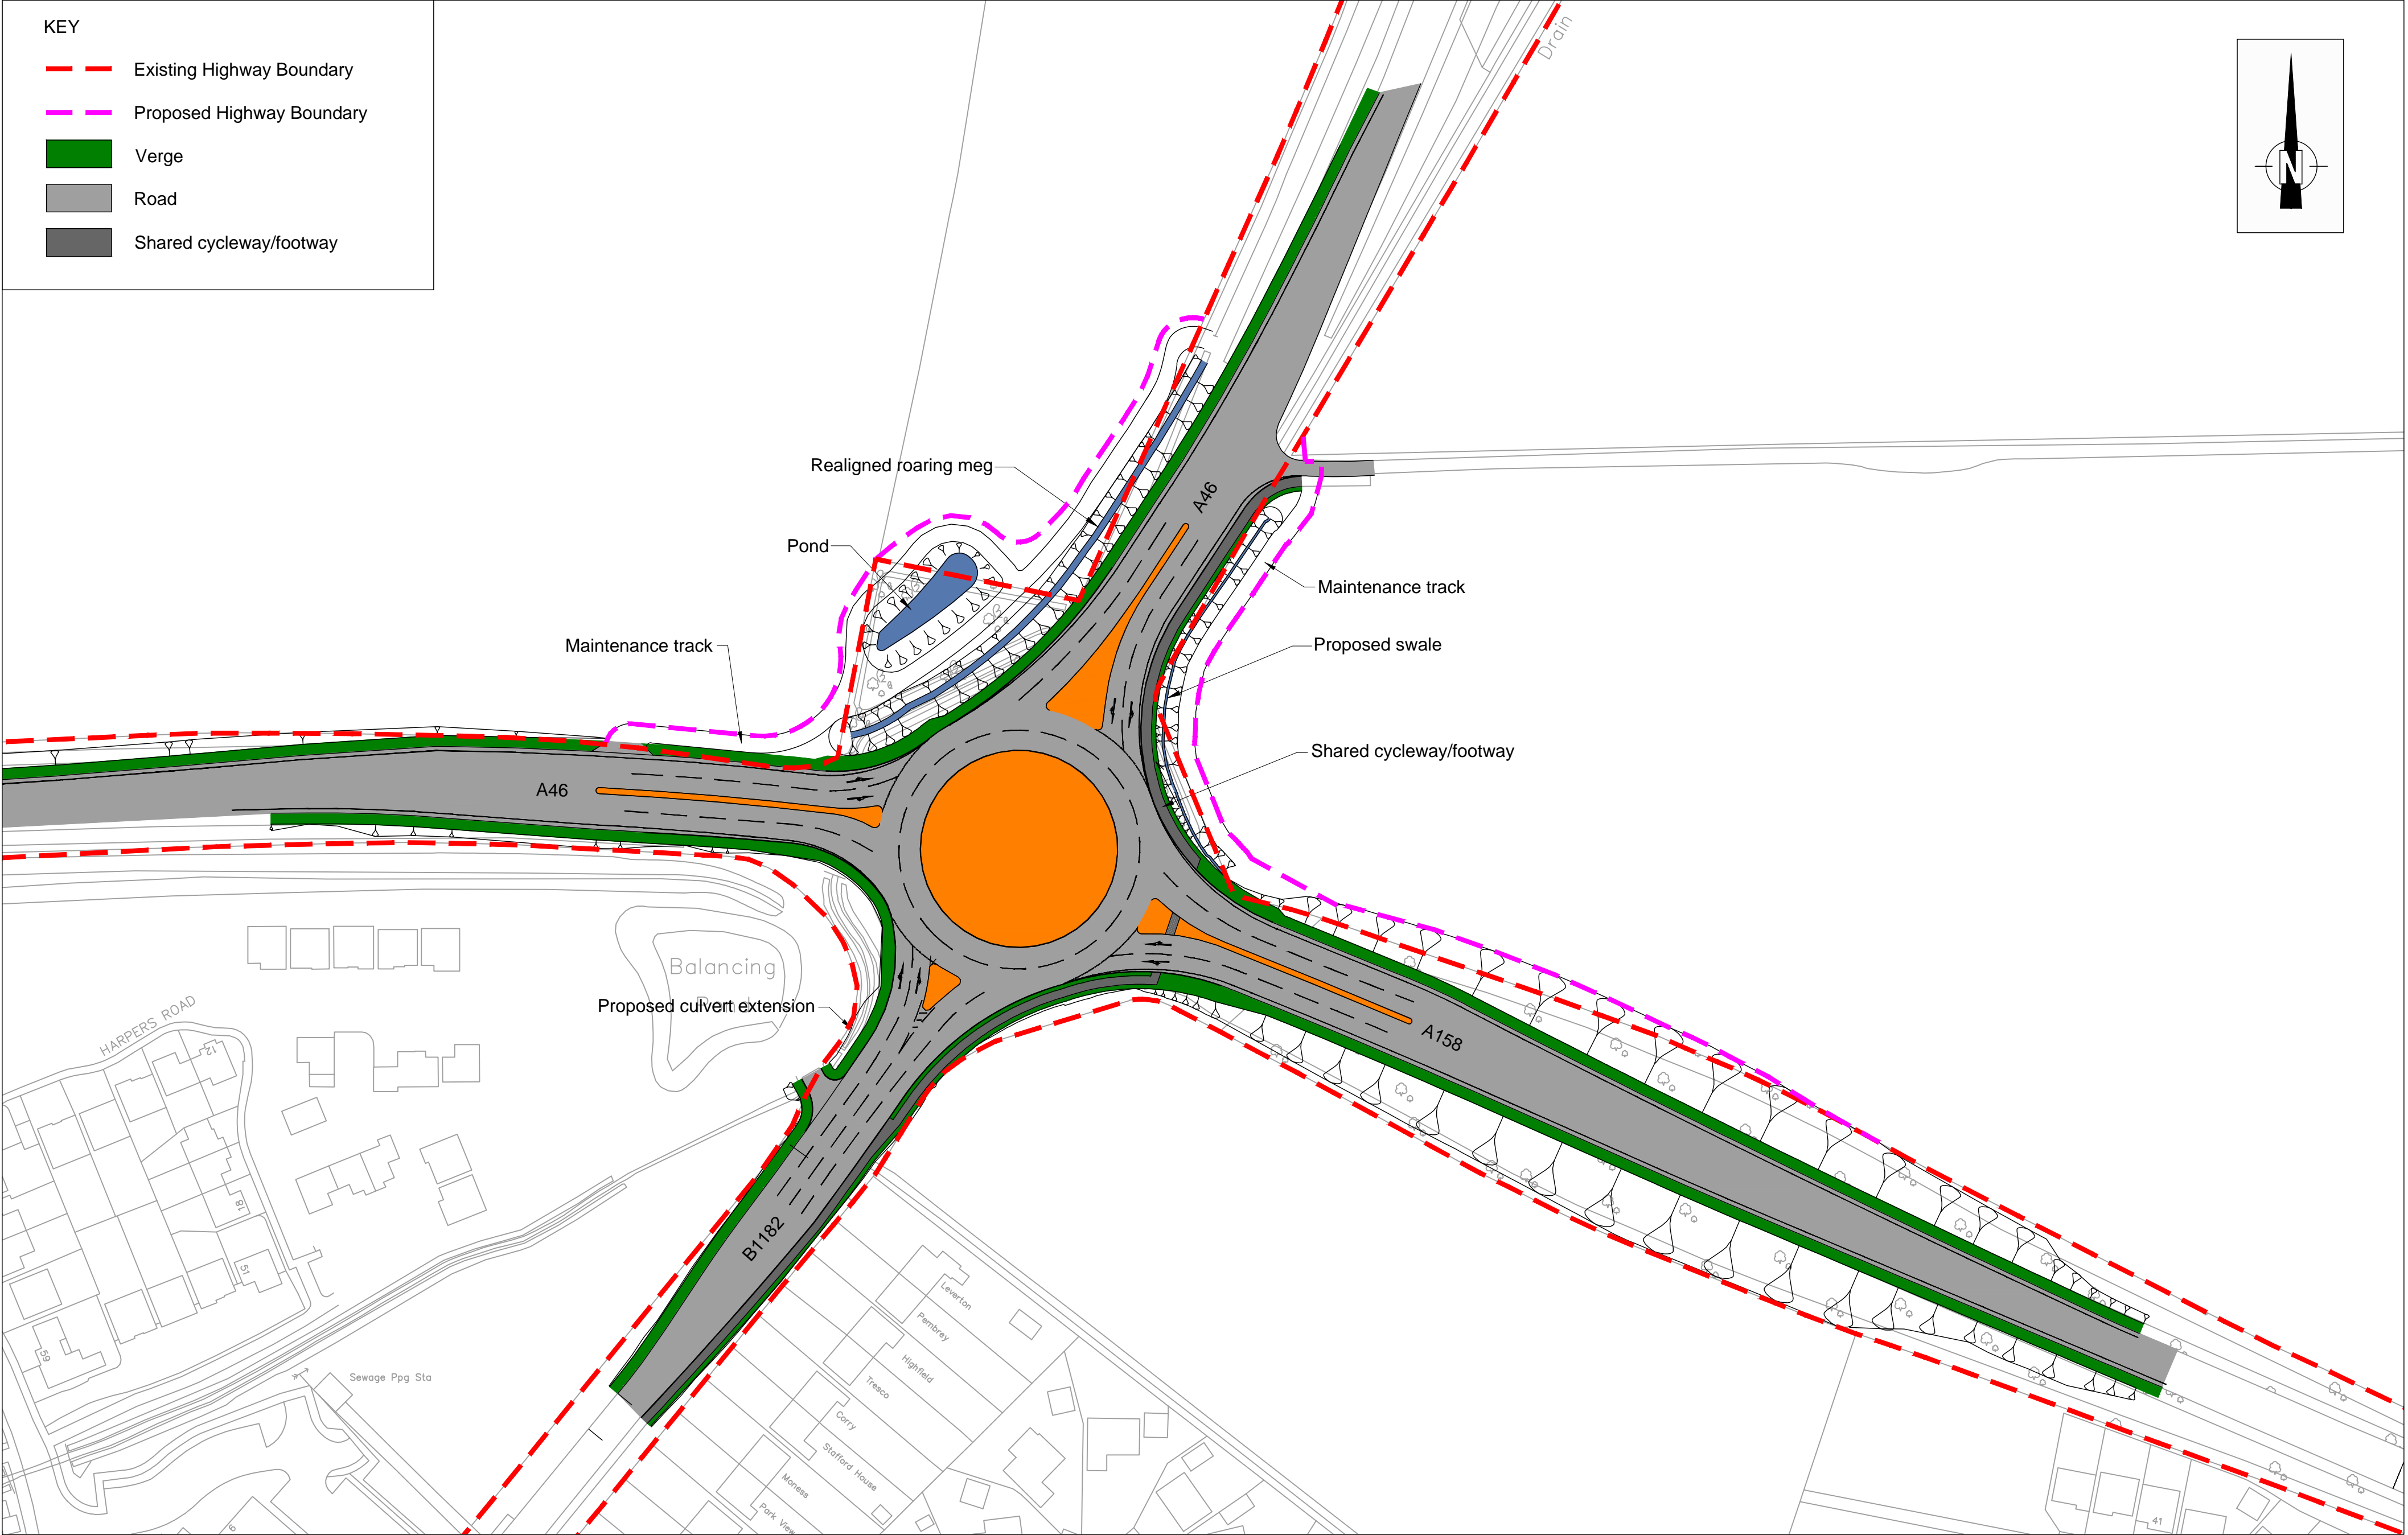 KEY
Existing Highway Boundary
Proposed Highway Boundary
Verge
Road
Shared cycleway/footway
N
Drain
Realigned roaring meg
A46
Pond
Maintenance track
Maintenance track
Proposed swale
Shared cycleway/footway
A46
Balancing
Proposed culvert extension
A158
HARPERS ROAD
12
81
51
59
B1182
Sewage Ppg Sta
Leverton
Pembrey
Highfield
Tresco
Corry
Stafford House
Moness
Park View
41